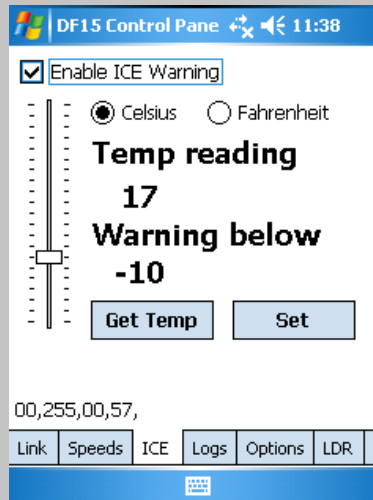 DF15 Control Pane 11:38
Enable ICE Warning
Celsius Fahrenheit
Temp reading
17
Warning below
-10
Get Temp Set
00,255,00,57,
Link Speeds ICE Logs Options LDR